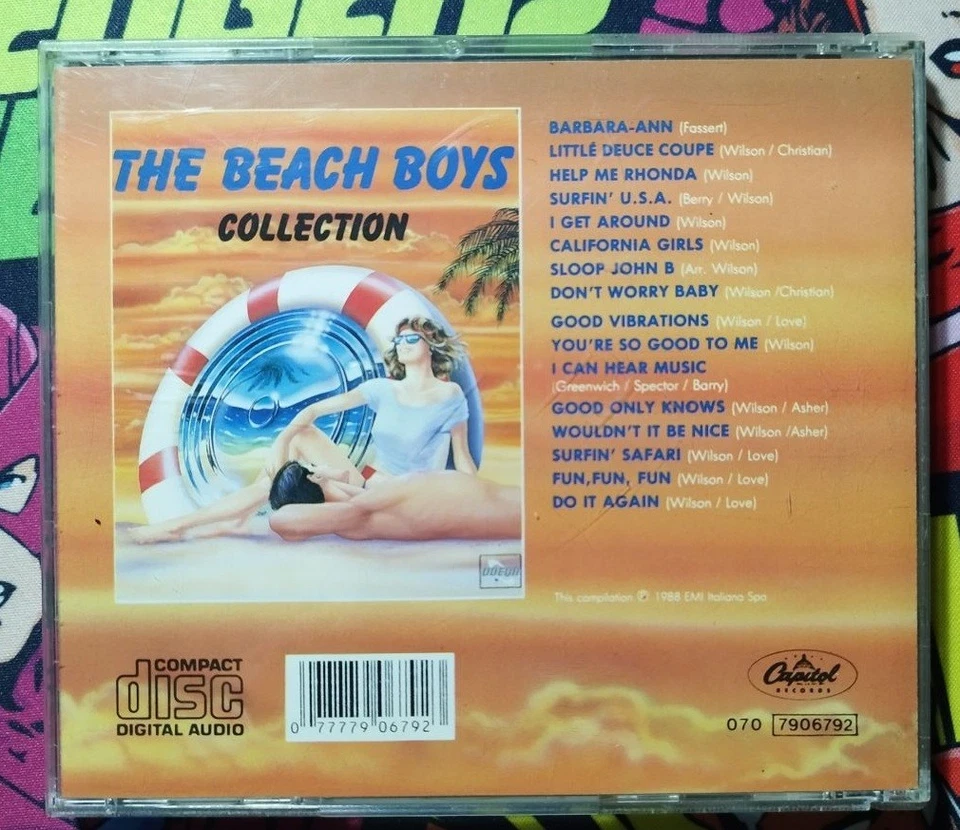 THE BEACH BOYS
COLLECTION
ODEON
BARBARA-ANN (Fassert)
LITTLÉ DEUCE COUPE (Wilson / Christian)
HELP ME RHONDA (Wilson)
SURFIN' U.S.A. (Berry / Wilson)
I GET AROUND (Wilson)
CALIFORNIA GIRLS (Wilson)
SLOOP JOHN B (Arr. Wilson)
DON'T WORRY BABY (Wilson /Christian)
GOOD VIBRATIONS (Wilson / Love)
YOU'RE SO GOOD TO ME (Wilson)
I CAN HEAR MUSIC
(Greenwich / Spector / Barry)
GOOD ONLY KNOWS (Wilson / Asher)
WOULDN'T IT BE NICE (Wilson /Asher)
SURFIN' SAFARI (Wilson / Love)
FUN,FUN, FUN (Wilson / Love)
DO IT AGAIN (Wilson / Love)
This compilation ℗ 1988 EMI Italiana Spa
COMPACT
disc
DIGITAL AUDIO
0 77779 06792
Capitol
RECORDS
070 7906792